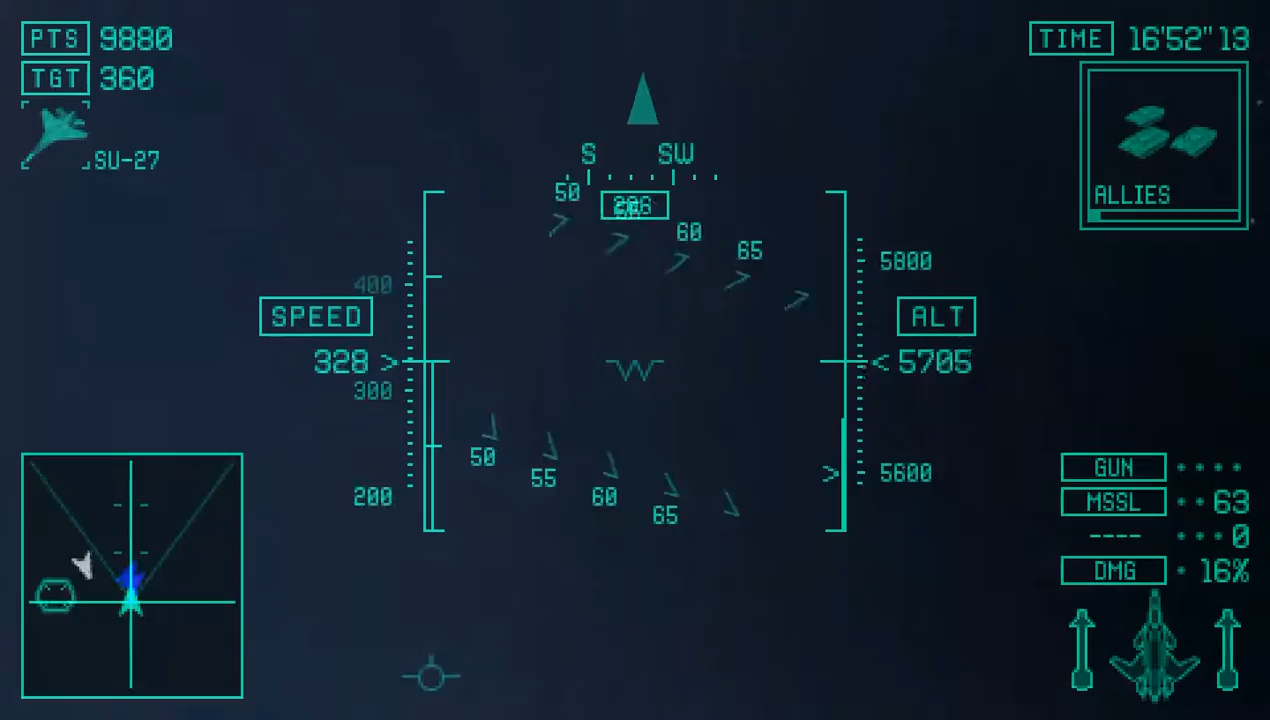 PTS 9880
TGT 360
SU-27
TIME 16'52"13
ALLIES
S SW
50
60
65
400
SPEED
328 >
300
200
5800
ALT
< 5705
> 5600
50
55
60
65
GUN ····
MSSL ··63
---- ···0
DMG ·16%